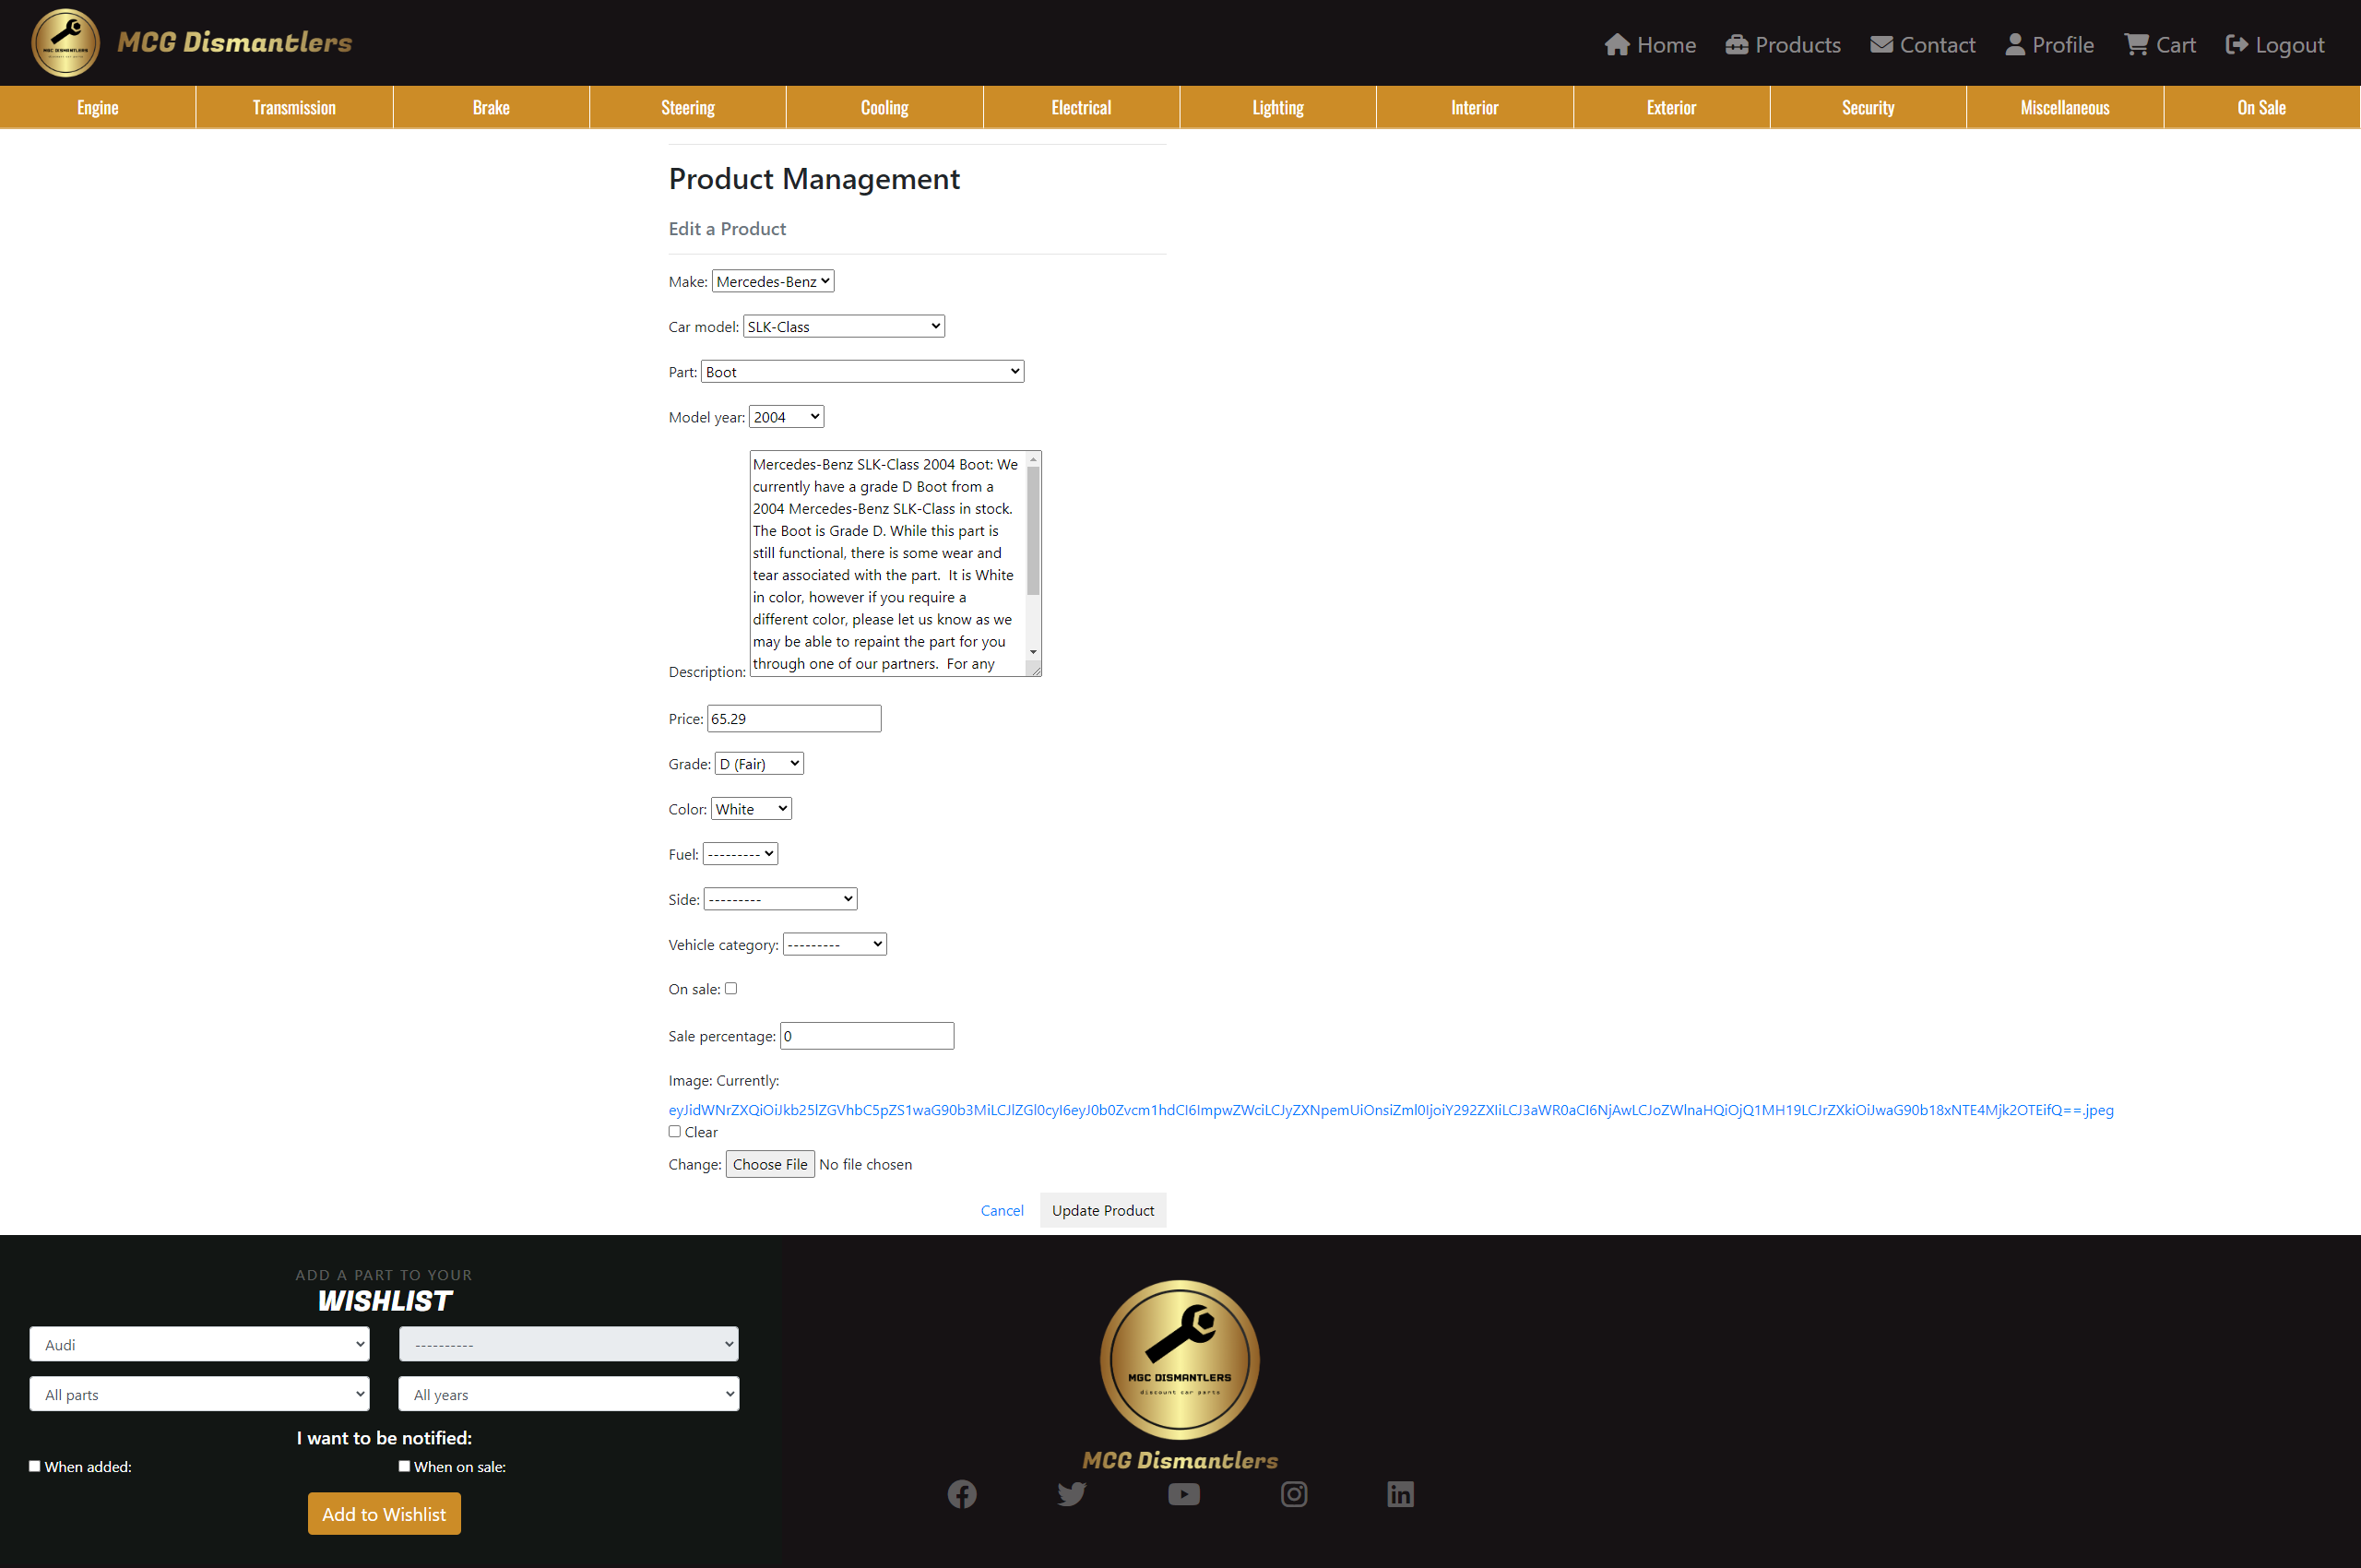 MGC DISMANTLERS
MCG Dismantlers
Home Products Contact Profile Cart Logout
Engine Transmission Brake Steering Cooling Electrical Lighting Interior Exterior Security Miscellaneous On Sale
Product Management
Edit a Product
Make: Mercedes-Benz
Car model: SLK-Class
Part: Boot
Model year: 2004
Mercedes-Benz SLK-Class 2004 Boot: We
currently have a grade D Boot from a
2004 Mercedes-Benz SLK-Class in stock.
The Boot is Grade D. While this part is
still functional, there is some wear and
tear associated with the part.  It is White
in color, however if you require a
different color, please let us know as we
may be able to repaint the part for you
through one of our partners.  For any
Description:
Price: 65.29
Grade: D (Fair)
Color: White
Fuel: ---------
Side: ---------
Vehicle category: ---------
On sale:
Sale percentage: 0
Image: Currently:
eyJidWNrZXQiOiJkb25lZGVhbC5pZS1waG90b3MiLCJlZGl0cyI6eyJ0b0Zvcm1hdCI6ImpwZWciLCJyZXNpemUiOnsiZml0IjoiY292ZXIiLCJ3aWR0aCI6NjAwLCJoZWlnaHQiOjQ1MH19LCJrZXkiOiJwaG90b18xNTE4Mjk2OTEifQ==.jpeg
Clear
Change: Choose File No file chosen
Cancel Update Product
ADD A PART TO YOUR
WISHLIST
Audi ----------
All parts All years
I want to be notified:
When added: When on sale:
Add to Wishlist
MGC DISMANTLERS
discount car parts
MCG Dismantlers